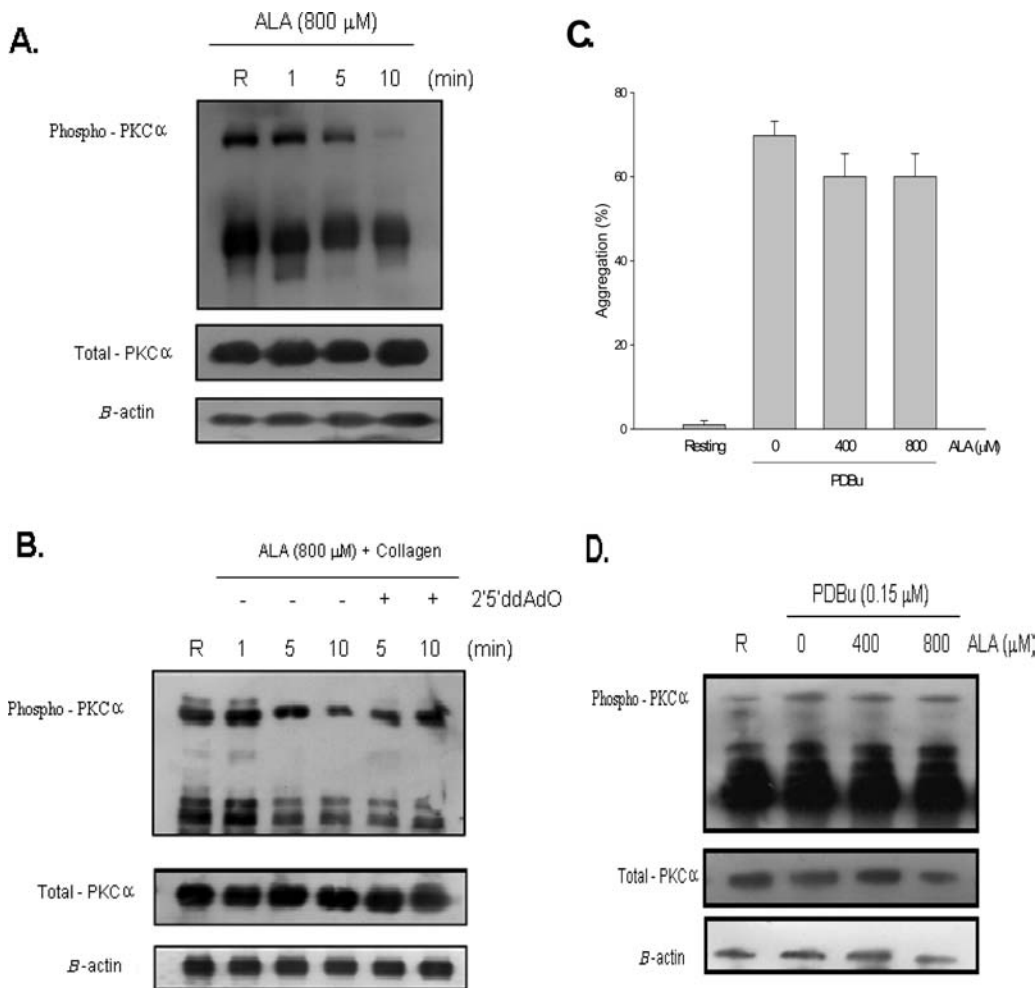 A.
ALA (800 μM)
R 1 5 10 (min)
Phospho - PKCα
Total - PKCα
B-actin
C.
80
60
40
20
0
Aggregation (%)
Resting 0 400 800 ALA (μM)
PDBu
B.
ALA (800 μM) + Collagen
- - - + + 2'5'ddAdO
R 1 5 10 5 10 (min)
Phospho - PKCα
Total - PKCα
B-actin
D.
PDBu (0.15 μM)
R 0 400 800 ALA (μM)
Phospho - PKCα
Total - PKCα
B-actin